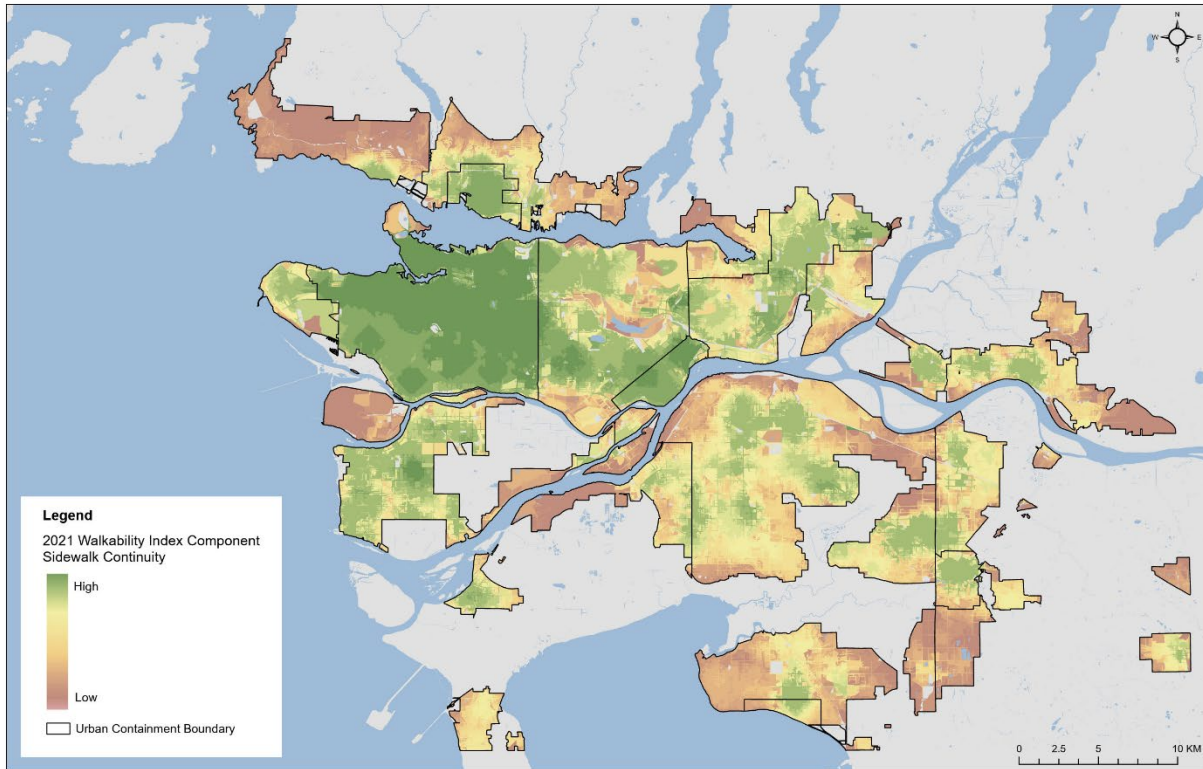 N
W E
S
Legend
2021 Walkability Index Component
Sidewalk Continuity
High
Low
Urban Containment Boundary
0 2.5 5 10 KM